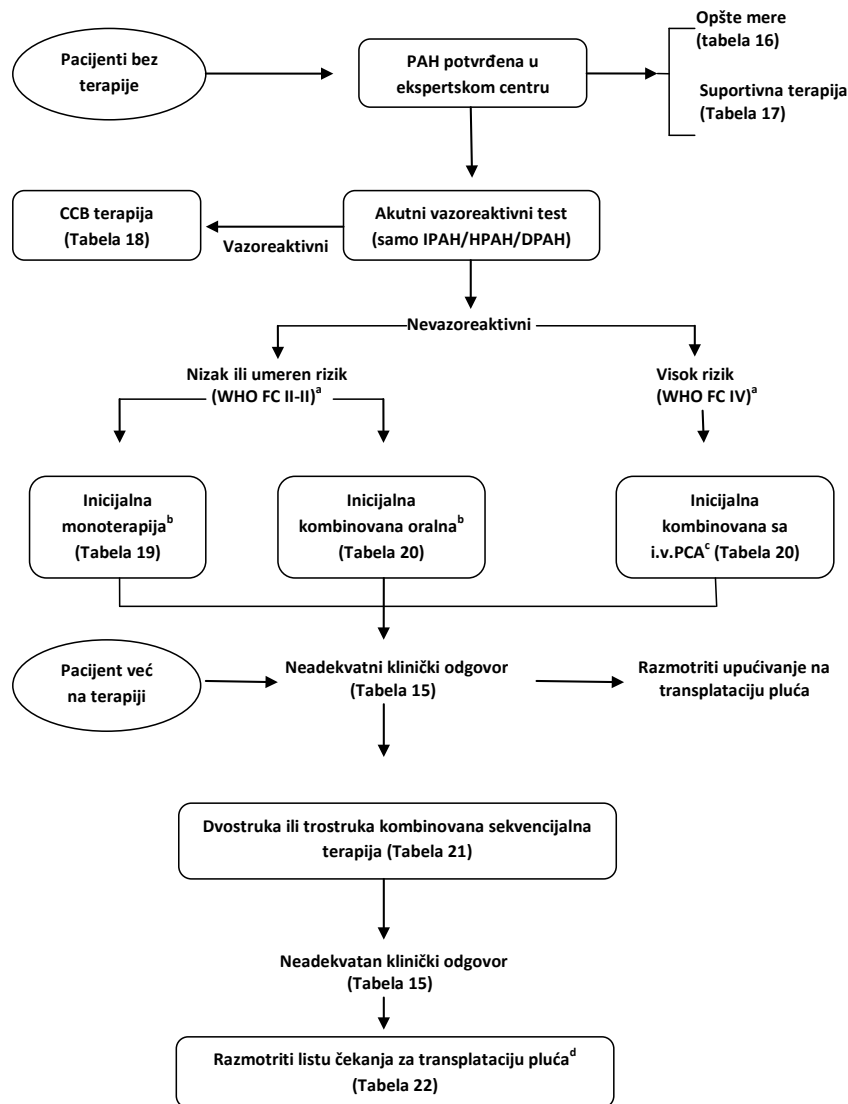 Opšte mere
(tabela 16)
Pacijenti bez
terapije
PAH potvrđena u
ekspertskom centru
Suportivna terapija
(Tabela 17)
CCB terapija
(Tabela 18)
Vazoreaktivni
Akutni vazoreaktivni test
(samo IPAH/HPAH/DPAH)
Nevazoreaktivni
Nizak ili umeren rizik
(WHO FC II-II)a
Visok rizik
(WHO FC IV)a
Inicijalna
monoterapijab
(Tabela 19)
Inicijalna
kombinovana oralnab
(Tabela 20)
Inicijalna
kombinovana sa
i.v.PCAc (Tabela 20)
Pacijent već
na terapiji
Neadekvatni klinički odgovor
(Tabela 15)
Razmotriti upućivanje na
transplataciju pluća
Dvostruka ili trostruka kombinovana sekvencijalna
terapija (Tabela 21)
Neadekvatan klinički odgovor
(Tabela 15)
Razmotriti listu čekanja za transplataciju plućad
(Tabela 22)